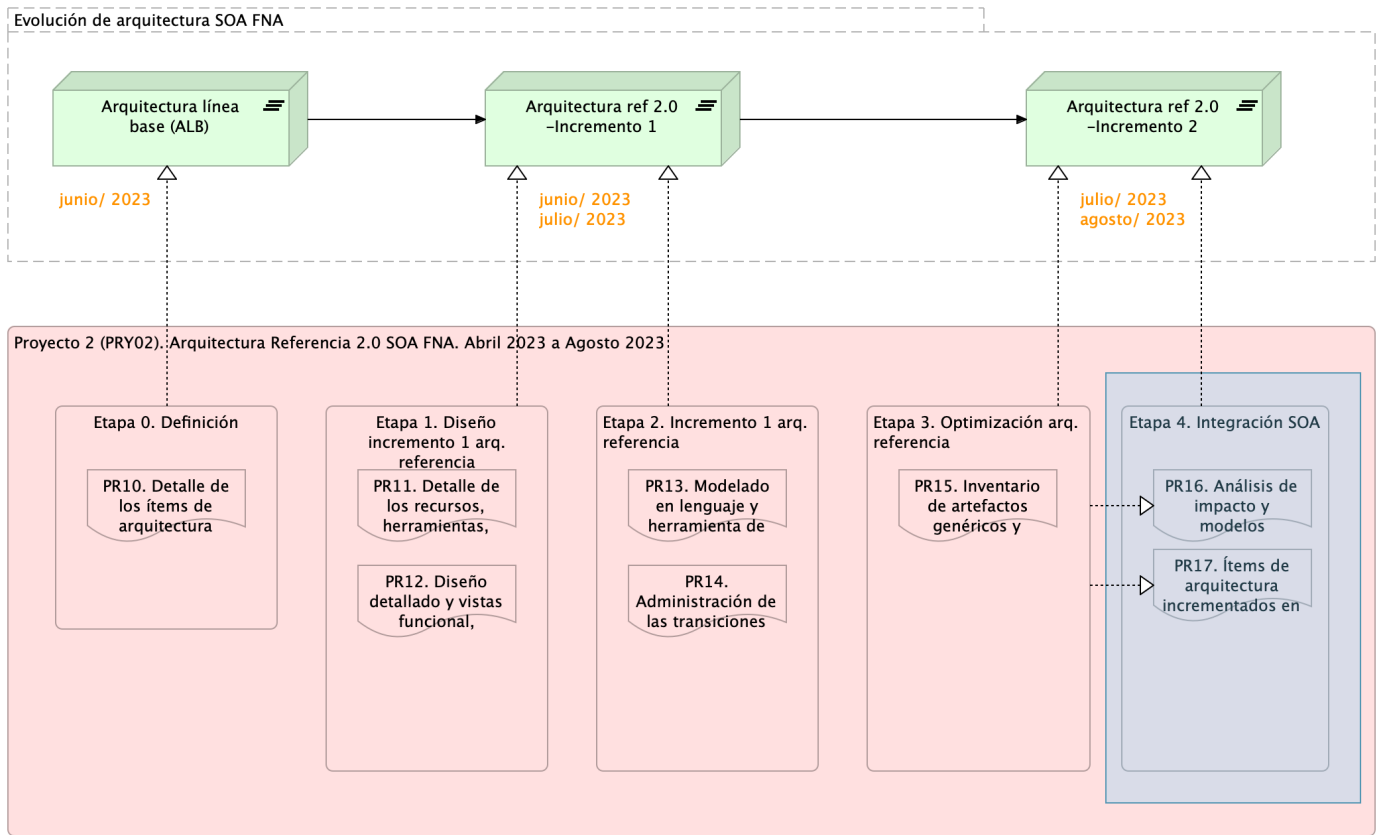 Evolución de arquitectura SOA FNA
Arquitectura línea
base (ALB)
Arquitectura ref 2.0
-Incremento 1
Arquitectura ref 2.0
-Incremento 2
junio/ 2023
junio/ 2023
julio/ 2023
julio/ 2023
agosto/ 2023
Proyecto 2 (PRY02). Arquitectura Referencia 2.0 SOA FNA. Abril 2023 a Agosto 2023
Etapa 0. Definición
PR10. Detalle de
los ítems de
arquitectura
Etapa 1. Diseño
incremento 1 arq.
referencia
PR11. Detalle de
los recursos,
herramientas,
PR12. Diseño
detallado y vistas
funcional,
Etapa 2. Incremento 1 arq.
referencia
PR13. Modelado
en lenguaje y
herramienta de
PR14.
Administración de
las transiciones
Etapa 3. Optimización arq.
referencia
PR15. Inventario
de artefactos
genéricos y
Etapa 4. Integración SOA
PR16. Análisis de
impacto y
modelos
PR17. Ítems de
arquitectura
incrementados en